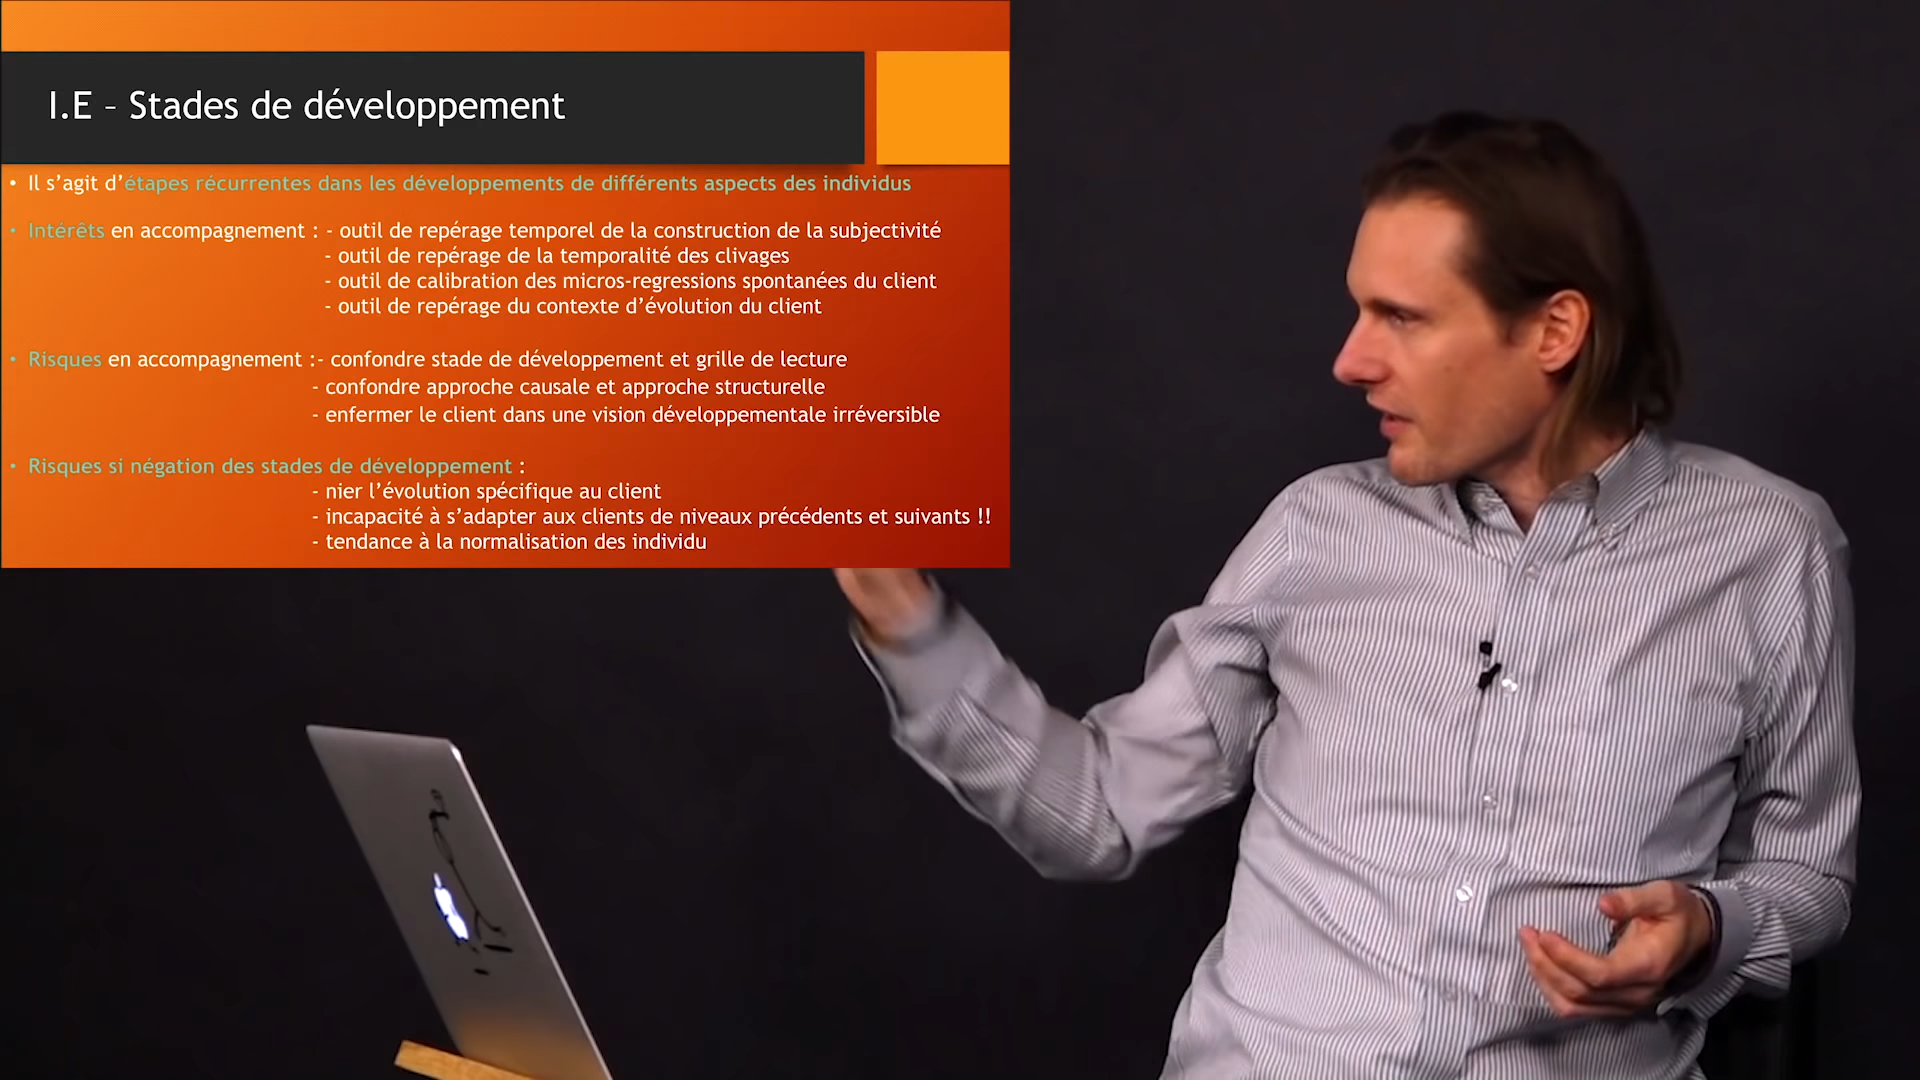 I.E – Stades de développement
• Il s’agit d’étapes récurrentes dans les développements de différents aspects des individus
• Intérêts en accompagnement : - outil de repérage temporel de la construction de la subjectivité
- outil de repérage de la temporalité des clivages
- outil de calibration des micros-regressions spontanées du client
- outil de repérage du contexte d’évolution du client
• Risques en accompagnement :- confondre stade de développement et grille de lecture
- confondre approche causale et approche structurelle
- enfermer le client dans une vision développementale irréversible
• Risques si négation des stades de développement :
- nier l’évolution spécifique au client
- incapacité à s’adapter aux clients de niveaux précédents et suivants !!
- tendance à la normalisation des individu